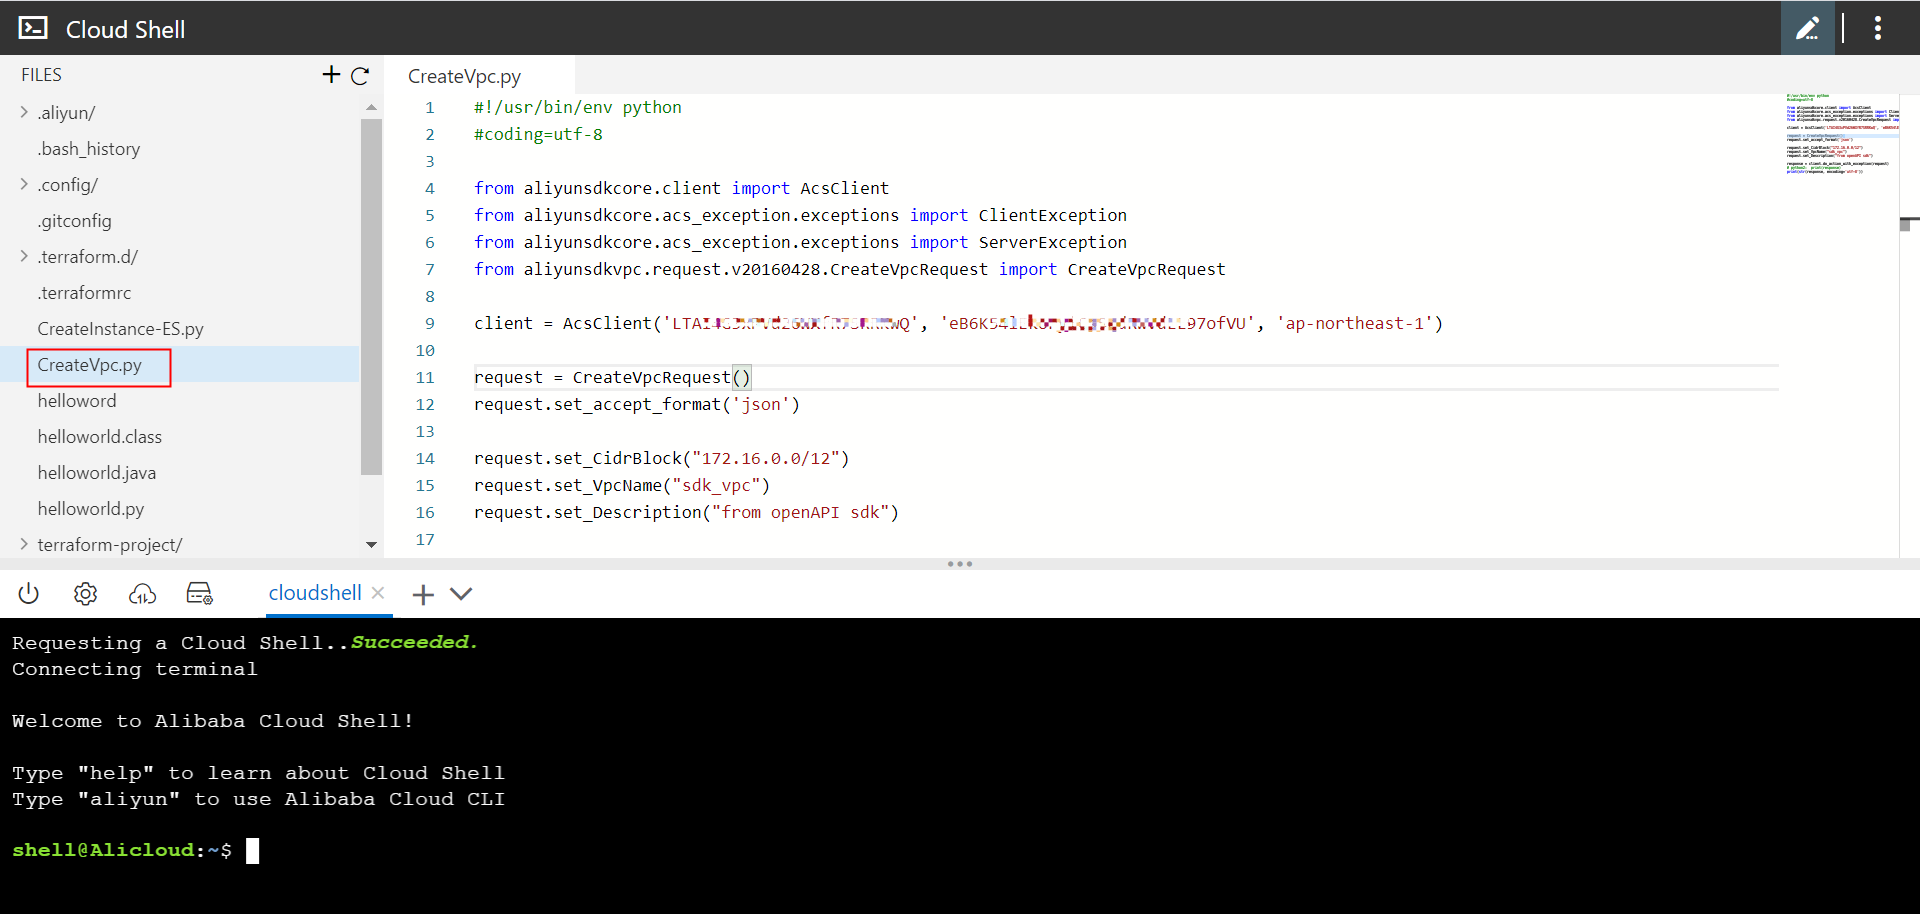 Cloud Shell
FILES
.aliyun/
.bash_history
.config/
.gitconfig
.terraform.d/
.terraformrc
CreateInstance-ES.py
CreateVpc.py
helloword
helloworld.class
helloworld.java
helloworld.py
terraform-project/
CreateVpc.py
1 #!/usr/bin/env python
2 #coding=utf-8
3
4 from aliyunsdkcore.client import AcsClient
5 from aliyunsdkcore.acs_exception.exceptions import ClientException
6 from aliyunsdkcore.acs_exception.exceptions import ServerException
7 from aliyunsdkvpc.request.v20160428.CreateVpcRequest import CreateVpcRequest
8
9 client = AcsClient('ap-northeast-1')
10
11 request = CreateVpcRequest()
12 request.set_accept_format('json')
13
14 request.set_CidrBlock("172.16.0.0/12")
15 request.set_VpcName("sdk_vpc")
16 request.set_Description("from openAPI sdk")
17
cloudshell
Requesting a Cloud Shell..Succeeded.
Connecting terminal
Welcome to Alibaba Cloud Shell!
Type "help" to learn about Cloud Shell
Type "aliyun" to use Alibaba Cloud CLI
shell@Alicloud:~$